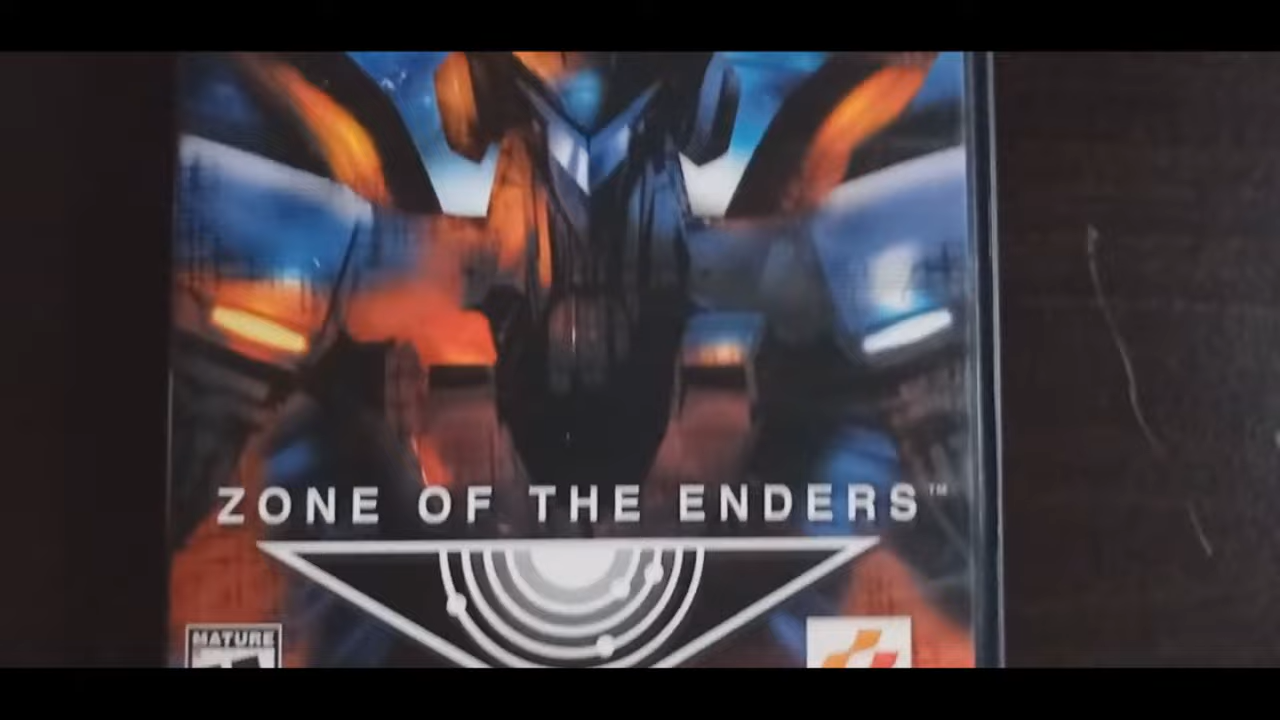 ZONE OF THE ENDERS™
MATURE